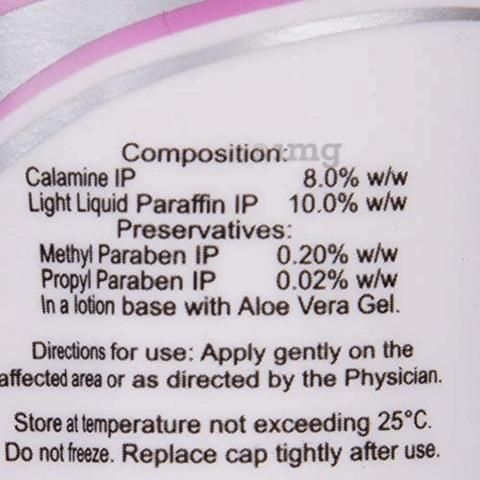 Composition:
Calamine IP 8.0% w/w
Light Liquid Paraffin IP 10.0% w/w
Preservatives:
Methyl Paraben IP 0.20% w/w
Propyl Paraben IP 0.02% w/w
In a lotion base with Aloe Vera Gel.
Directions for use: Apply gently on the
affected area or as directed by the Physician.
Store at temperature not exceeding 25°C.
Do not freeze. Replace cap tightly after use.